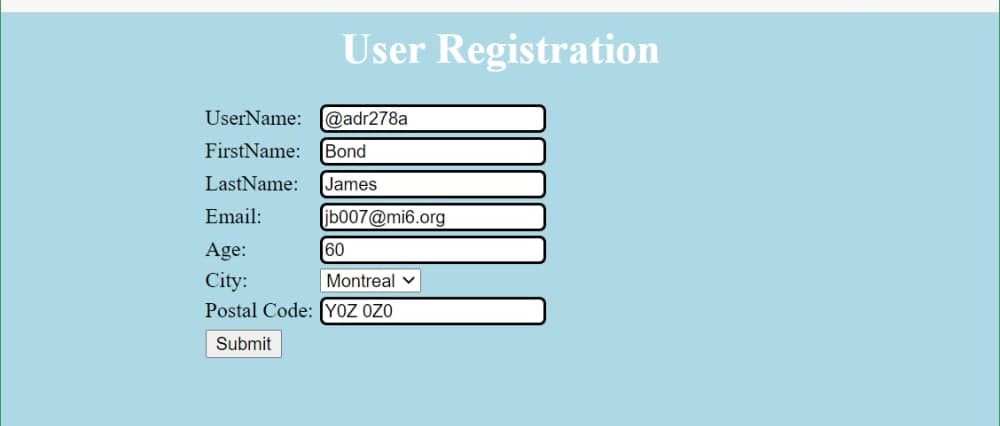 User Registration
UserName: @adr278a
FirstName: Bond
LastName: James
Email: jb007@mi6.org
Age: 60
City: Montreal
Postal Code: Y0Z 0Z0
Submit